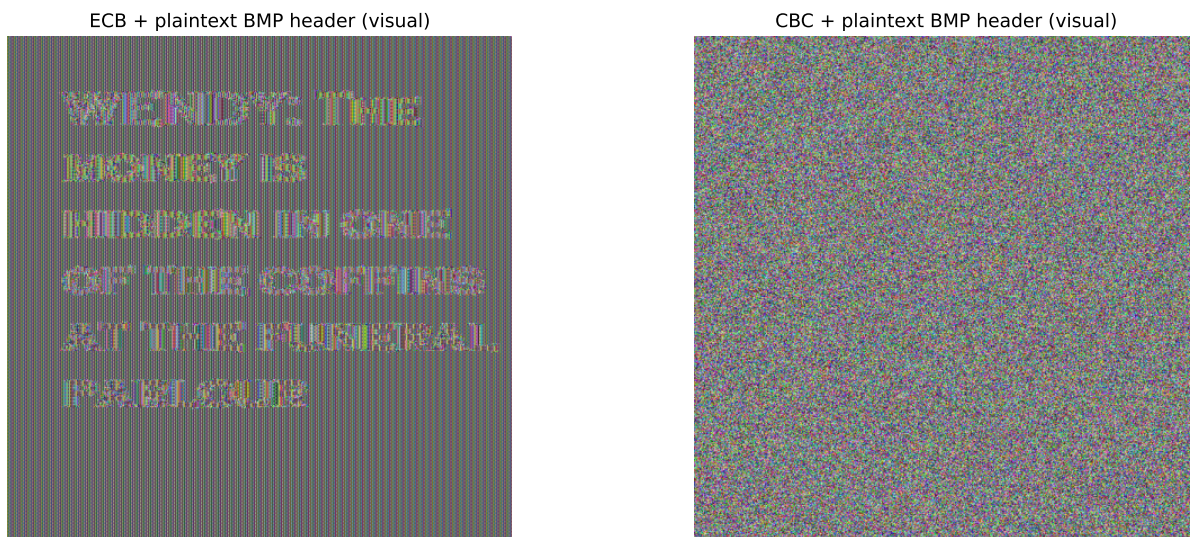 ECB + plaintext BMP header (visual)
CBC + plaintext BMP header (visual)
WENDY: THE
MONEY IS
HIDDEN IN ONE
OF THE COFFINS
AT THE FUNERAL
PARLOUR